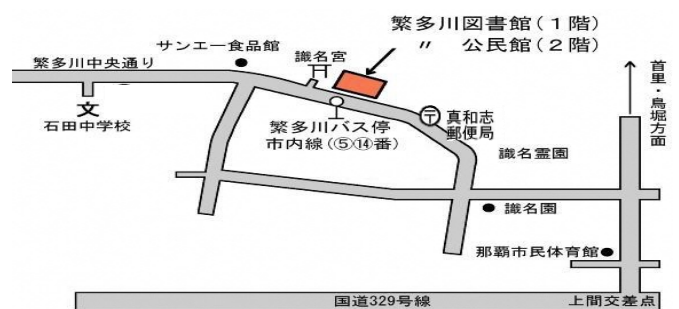 繁多川図書館(1階)
〃 公民館(2階)
サンエー食品館
識名宮
繁多川中央通り
文
石田中学校
〒
真和志
郵便局
繁多川バス停
市内線(⑤⑭番)
首里・鳥堀方面
識名霊園
識名園
那覇市民体育館
国道329号線
上間交差点